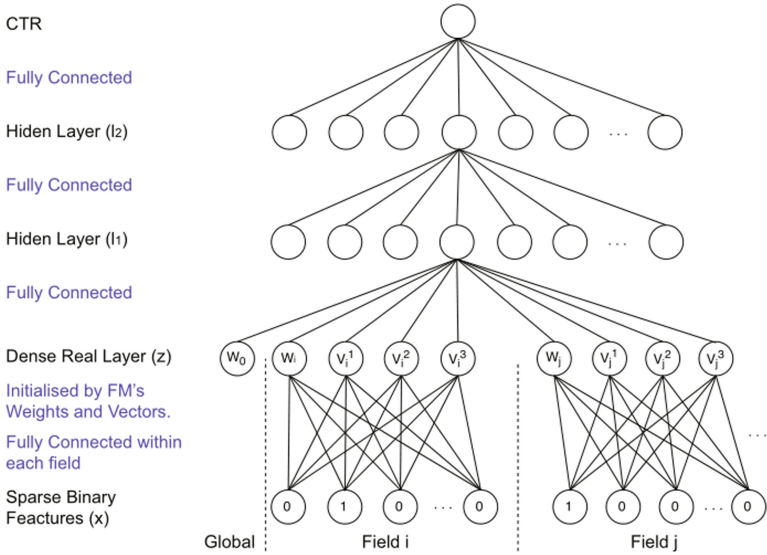 CTR
Fully Connected
Hiden Layer (l2)
...
Fully Connected
Hiden Layer (l1)
...
Fully Connected
Dense Real Layer (z)
W0 Wi Vi1 Vi2 Vi3 Wj Vj1 Vj2 Vj3
Initialised by FM's
Weights and Vectors.
Fully Connected within
each field
...
Sparse Binary
Feactures (x)
0 1 0 ... 0 1 0 0 ... 0
Global Field i Field j